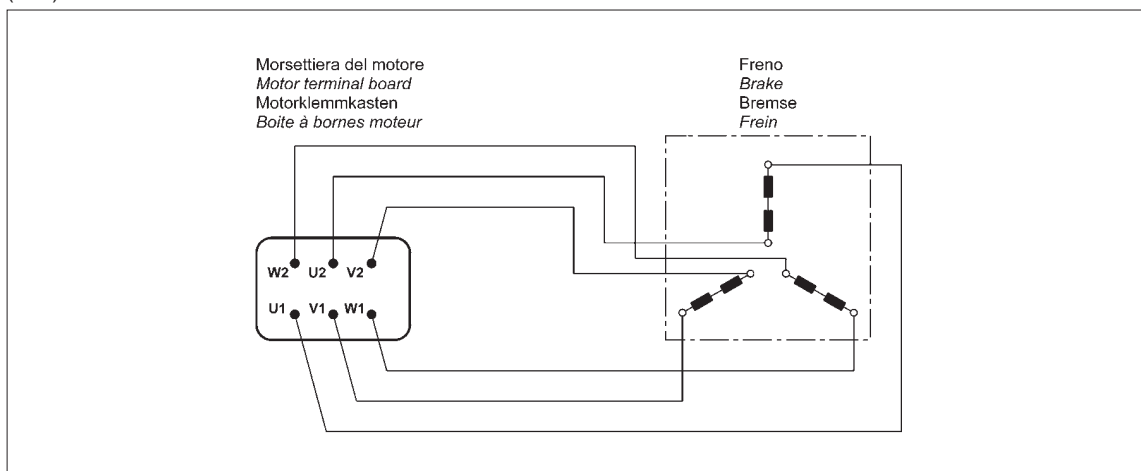 Morsettiera del motore
Motor terminal board
Motorklemmkasten
Boite à bornes moteur
Freno
Brake
Bremse
Frein
W2 U2 V2
U1 V1 W1